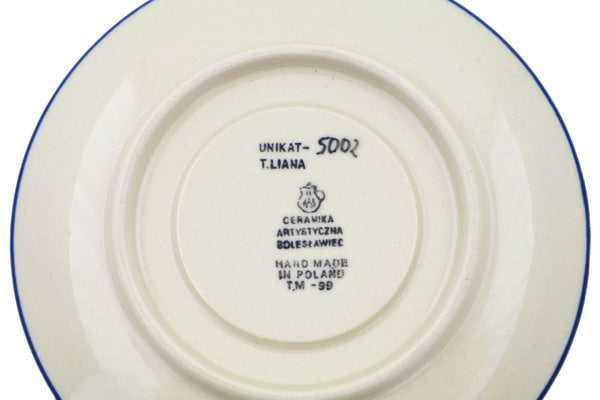 UNIKAT- 5002
T.LIANA
CERAMIKA
ARTYSTYCZNA
BOLESŁAWIEC
HAND MADE
IN POLAND
T.M -99